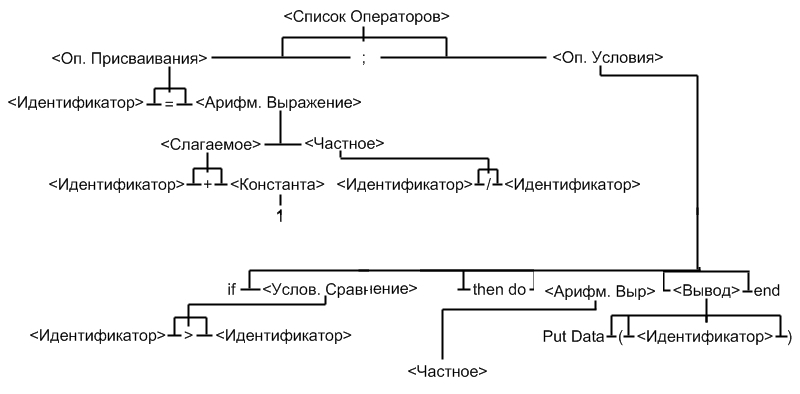 <Список Операторов>
<Оп. Присваивания> ; <Оп. Условия>
<Идентификатор> = <Арифм. Выражение>
<Слагаемое> <Частное>
<Идентификатор> + <Константа> <Идентификатор> / <Идентификатор>
1
if <Услов. Сравнение> then do <Арифм. Выр> <Вывод> end
<Идентификатор> > <Идентификатор> Put Data ( <Идентификатор> )
<Частное>